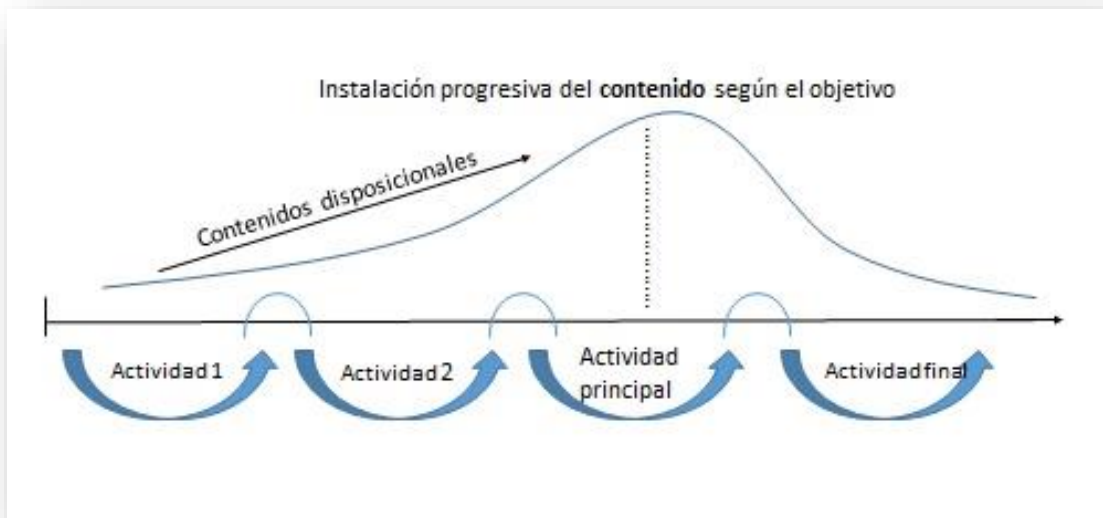 Instalación progresiva del contenido según el objetivo
Contenidos disposicionales
Actividad 1
Actividad 2
Actividad
principal
Actividad final